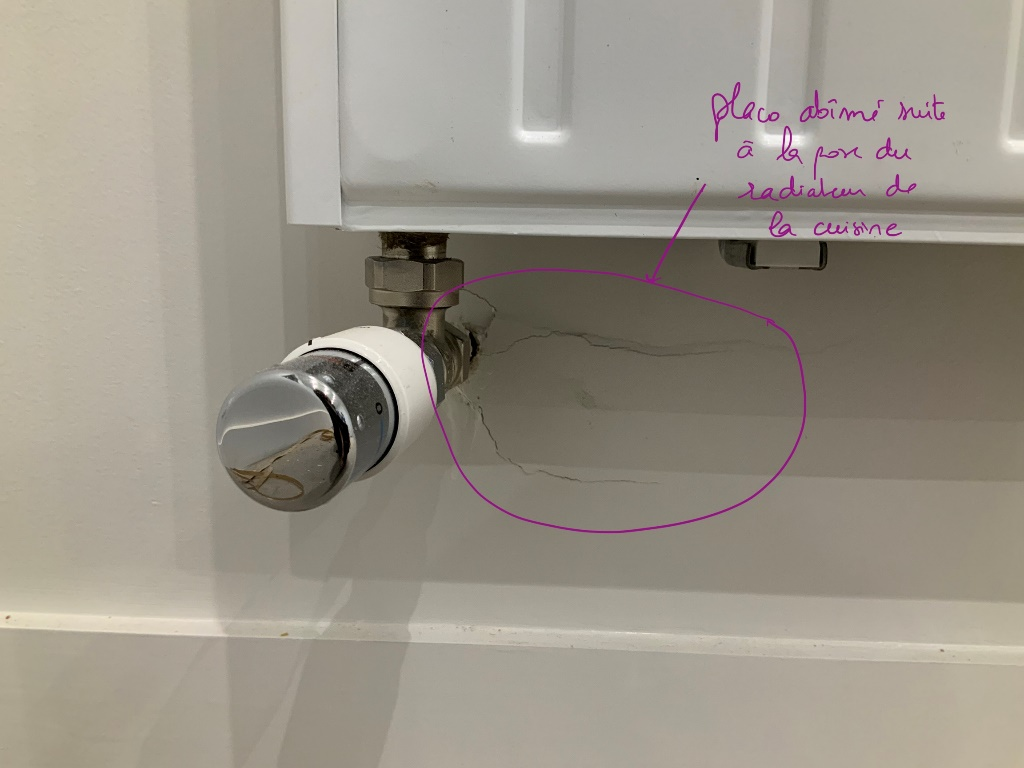 placo abîmé suite
à la pose du
radiateur de
la cuisine